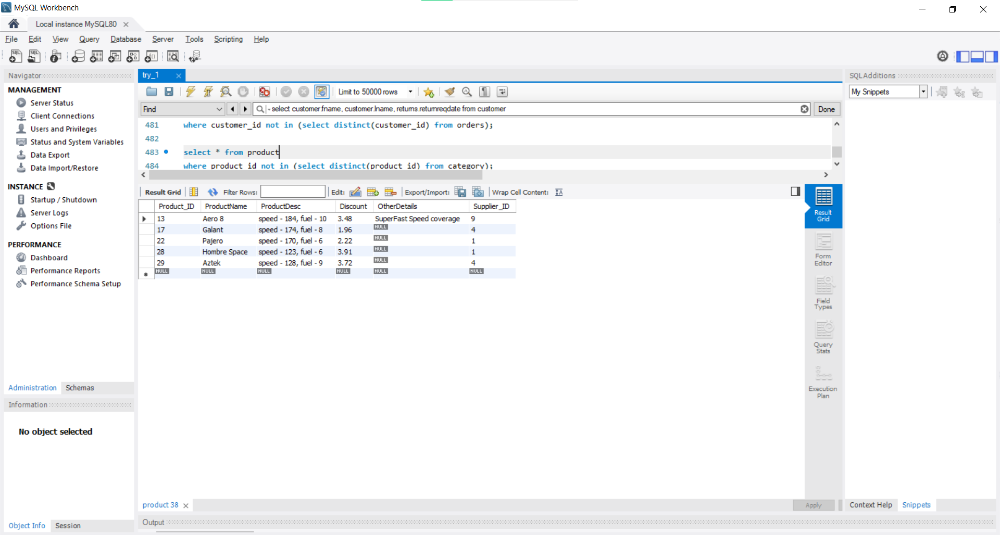 MySQL Workbench
Local instance MySQL80
File Edit View Query Database Server Tools Scripting Help
Navigator
MANAGEMENT
Server Status
Client Connections
Users and Privileges
Status and System Variables
Data Export
Data Import/Restore
INSTANCE
Startup / Shutdown
Server Logs
Options File
PERFORMANCE
Dashboard
Performance Reports
Performance Schema Setup
Administration Schemas
Information
No object selected
Object Info Session
try_1
Limit to 50000 rows
Find
select customer.fname, customer.lname, returns.returnreqdate from customer
Done
481 where customer_id not in (select distinct(customer_id) from orders);
482
483 select * from product
484 where product_id not in (select distinct(product_id) from category);
Result Grid Filter Rows: Edit: Export/Import: Wrap Cell Content:
Product_ID ProductName ProductDesc Discount OtherDetails Supplier_ID
13 Aero 8 speed - 184, fuel - 10 3.48 SuperFast Speed coverage 9
17 Galant speed - 174, fuel - 8 1.96 NULL 4
22 Pajero speed - 170, fuel - 6 2.22 NULL 1
28 Hombre Space speed - 123, fuel - 6 3.91 NULL 1
29 Aztek speed - 128, fuel - 9 3.72 NULL 4
NULL NULL NULL NULL NULL NULL
Result
Grid
Form
Editor
Field
Types
Query
Stats
Execution
Plan
product 38
Apply
Output
SQLAdditions
My Snippets
Context Help Snippets